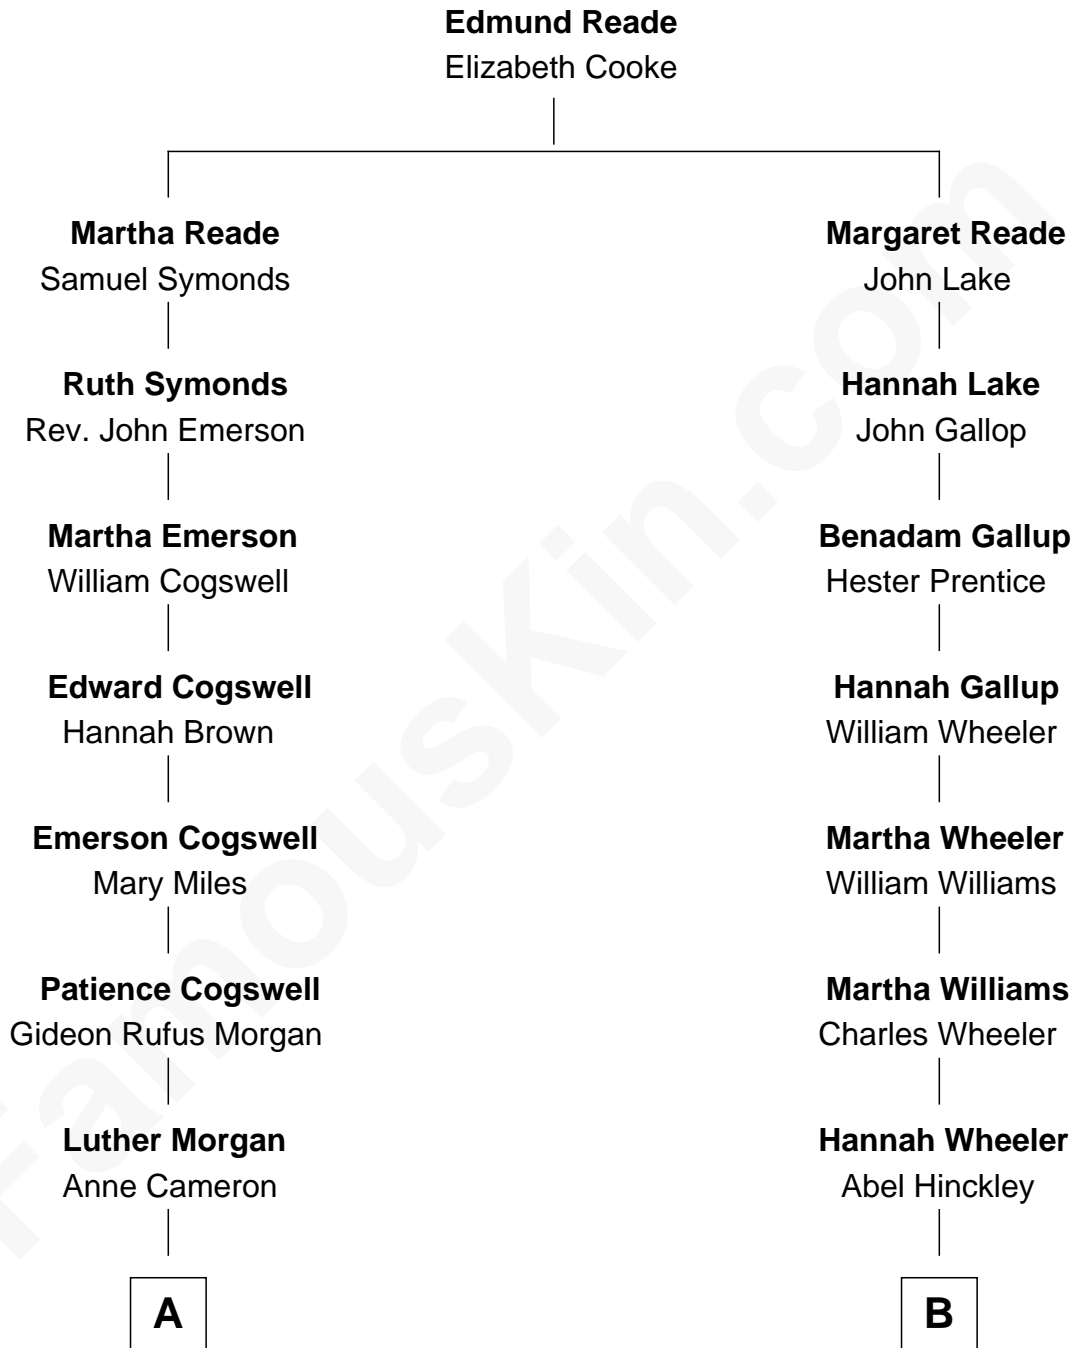 Edmund Reade
Elizabeth Cooke
Martha Reade
Samuel Symonds
Margaret Reade
John Lake
Ruth Symonds
Rev. John Emerson
Hannah Lake
John Gallop
Martha Emerson
William Cogswell
Benadam Gallup
Hester Prentice
Edward Cogswell
Hannah Brown
Hannah Gallup
William Wheeler
Emerson Cogswell
Mary Miles
Martha Wheeler
William Williams
Patience Cogswell
Gideon Rufus Morgan
Martha Williams
Charles Wheeler
Luther Morgan
Anne Cameron
Hannah Wheeler
Abel Hinckley
A
B
FamousKin.com